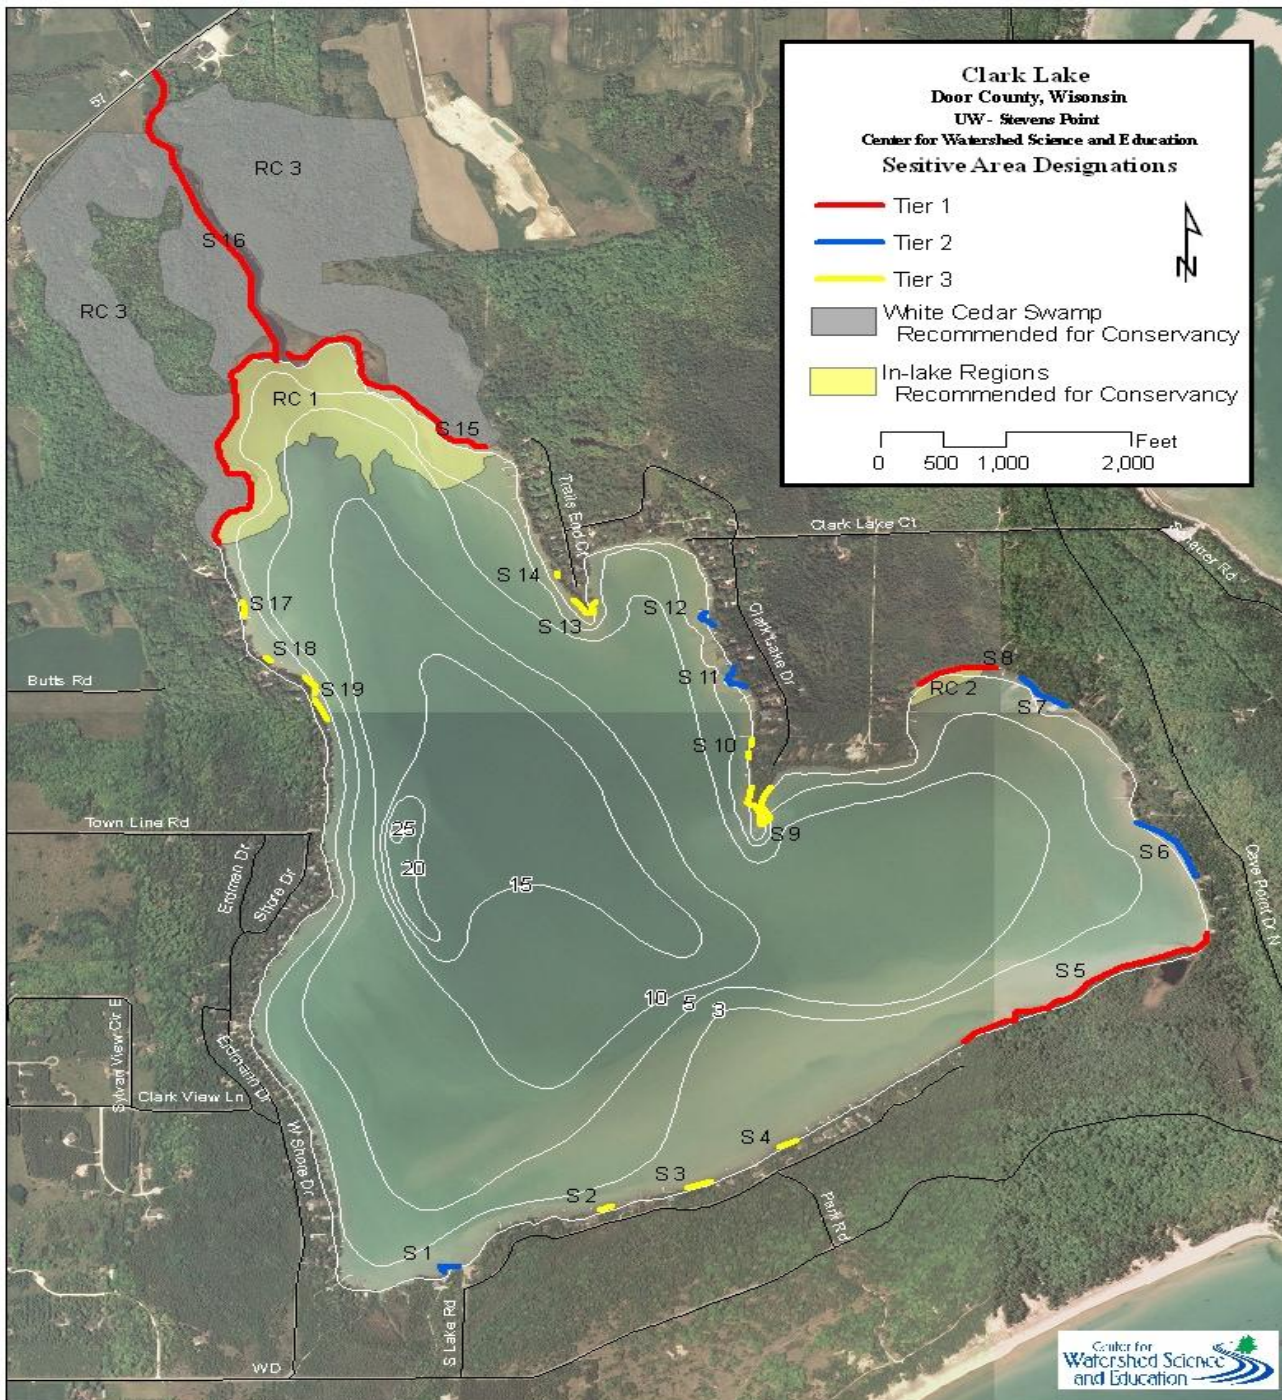 Clark Lake
Door County, Wisonsin
UW - Stevens Point
Center for Watershed Science and Education
Sesitive Area Designations
Tier 1
Tier 2
Tier 3
N
White Cedar Swamp
Recommended for Conservancy
In-lake Regions
Recommended for Conservancy
Feet
0 500 1,000 2,000
57
RC 3
S 16
RC 3
RC 1
S 15
Trails End Ct
Clark Lake Ct
Schauer Rd
S 14
S 13
S 12
Clark Lake Dr
S 17
S 18
S 11
S 8
RC 2
Butts Rd
S 19
S 7
S 10
Town Line Rd
25
20
15
S 9
S 6
Cave Point Dr N
Erdman Dr
Shore Dr
S 5
10
5
3
Sylvan View Cir E
Erdmann Dr
Clark View Ln
W Shore Dr
S 4
S 3
S 2
Park Rd
S 1
S Lake Rd
WD
Center for
Watershed Science
and Education